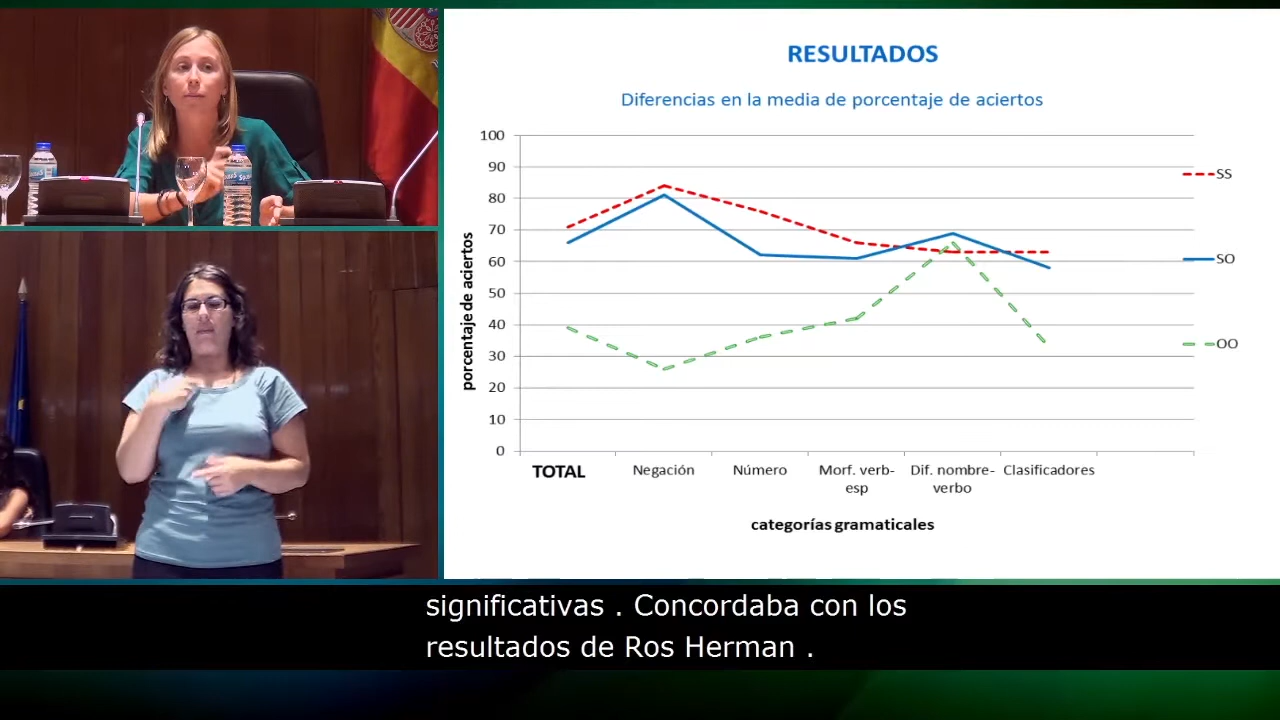 RESULTADOS
Diferencias en la media de porcentaje de aciertos
100
90
80
70
60
50
40
30
20
10
0
porcentaje de aciertos
SS
SO
OO
TOTAL
Negación
Número
Morf. verb-
esp
Dif. nombre-
verbo
Clasificadores
categorías gramaticales
significativas . Concordaba con los
resultados de Ros Herman .